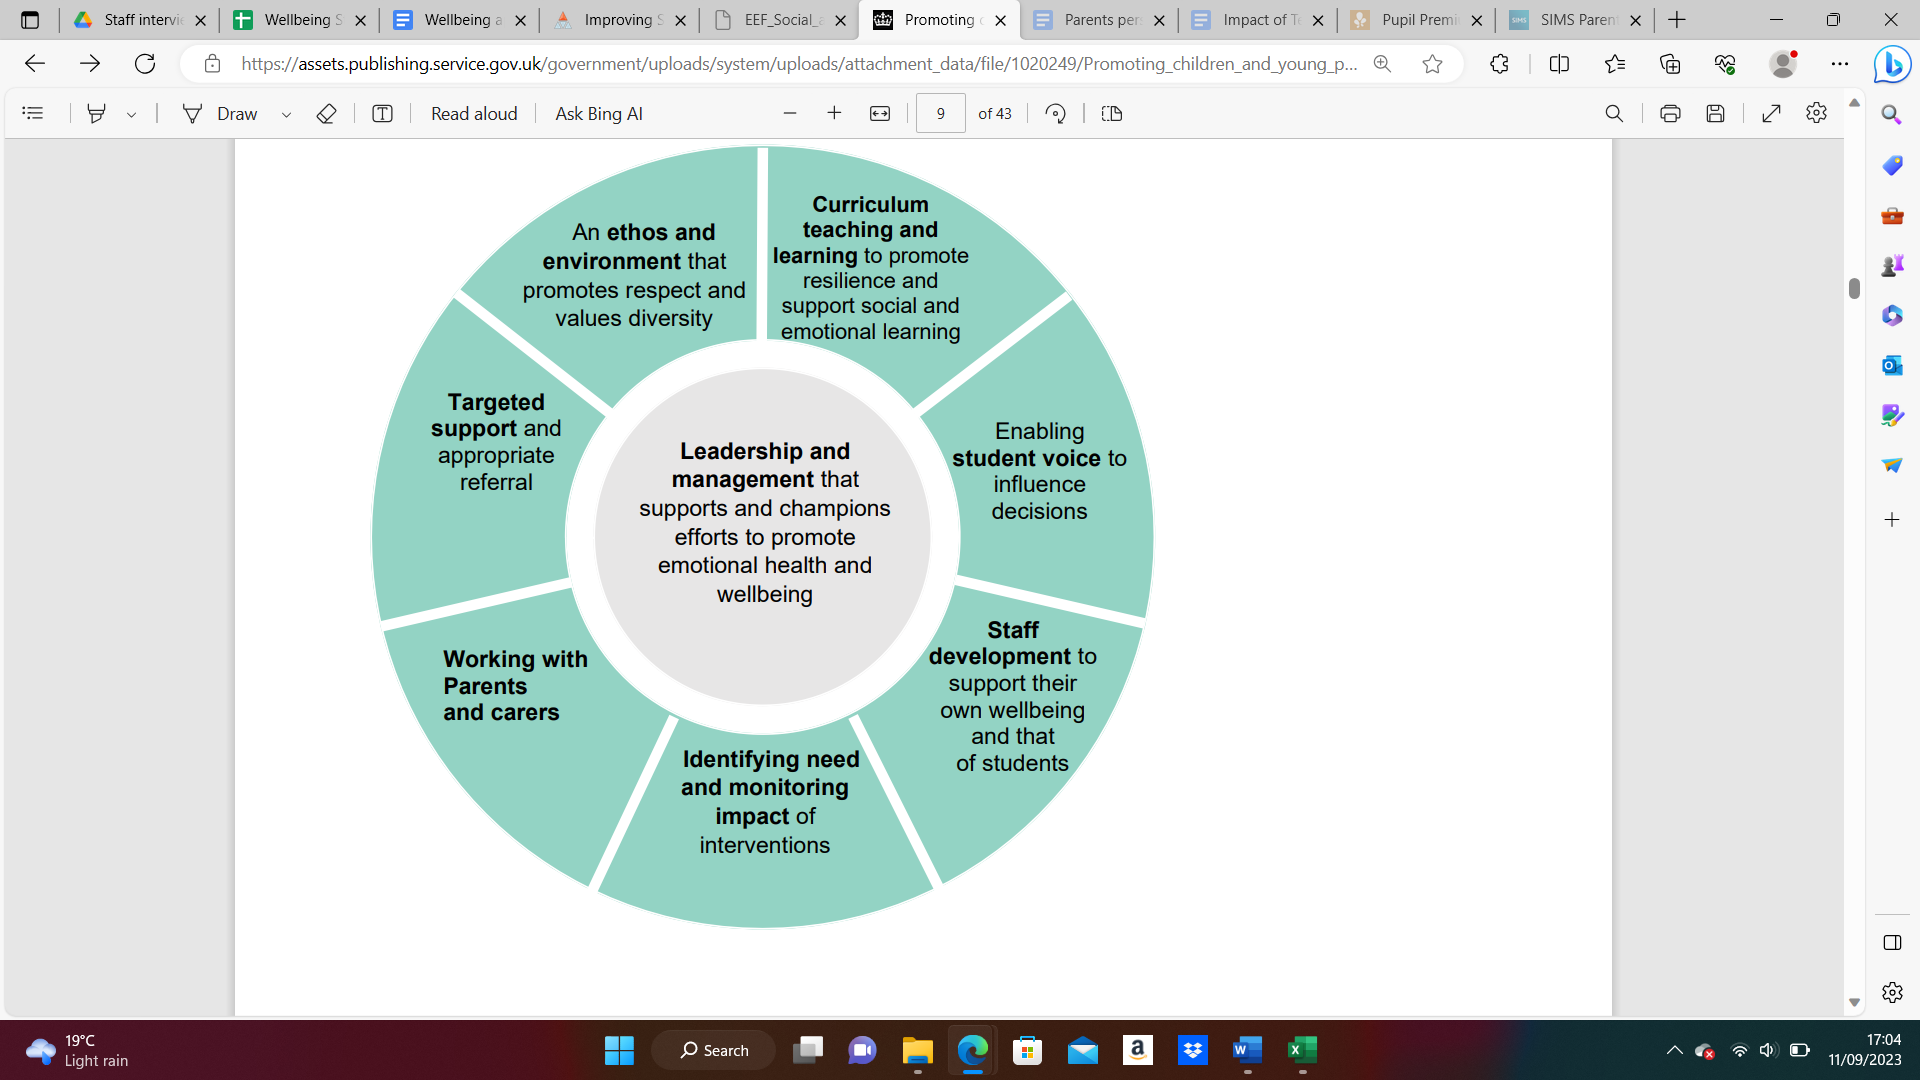 Staff intervi
Wellbeing S
Wellbeing a
Improving S
EEF_Social_a
Promoting c
Parents per
Impact of T
Pupil Premi
SIMS Paren
https://assets.publishing.service.gov.uk/government/uploads/system/uploads/attachment_data/file/1020249/Promoting_children_and_young_p...
Draw
Read aloud
Ask Bing AI
9
of 43
An ethos and
environment that
promotes respect and
values diversity
Curriculum
teaching and
learning to promote
resilience and
support social and
emotional learning
Enabling
student voice to
influence
decisions
Staff
development to
support their
own wellbeing
and that
of students
Identifying need
and monitoring
impact of
interventions
Working with
Parents
and carers
Targeted
support and
appropriate
referral
Leadership and
management that
supports and champions
efforts to promote
emotional health and
wellbeing
19°C
Light rain
Search
17:04
11/09/2023